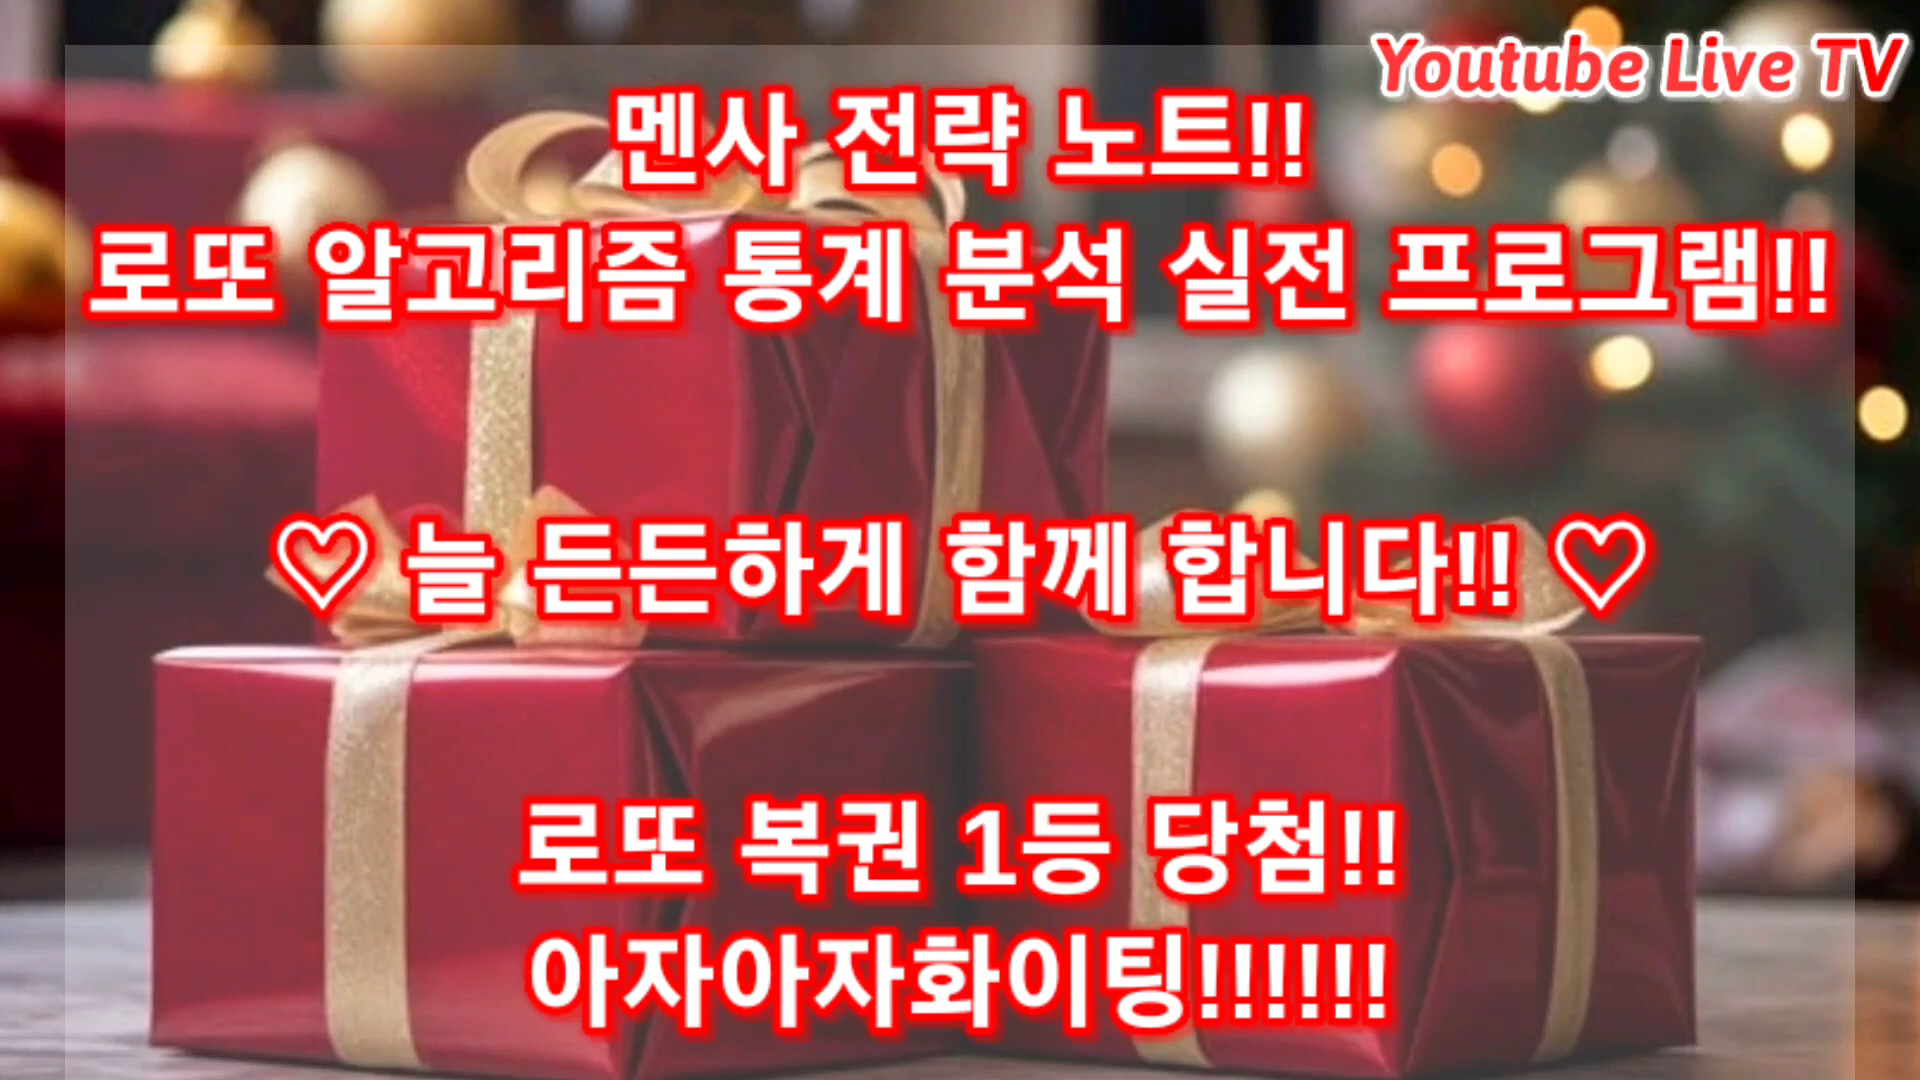 Youtube Live TV
멘사 전략 노트!!
로또 알고리즘 통계 분석 실전 프로그램!!
♡ 늘 든든하게 함께 합니다!! ♡
로또 복권 1등 당첨!!
아자아자화이팅!!!!!!